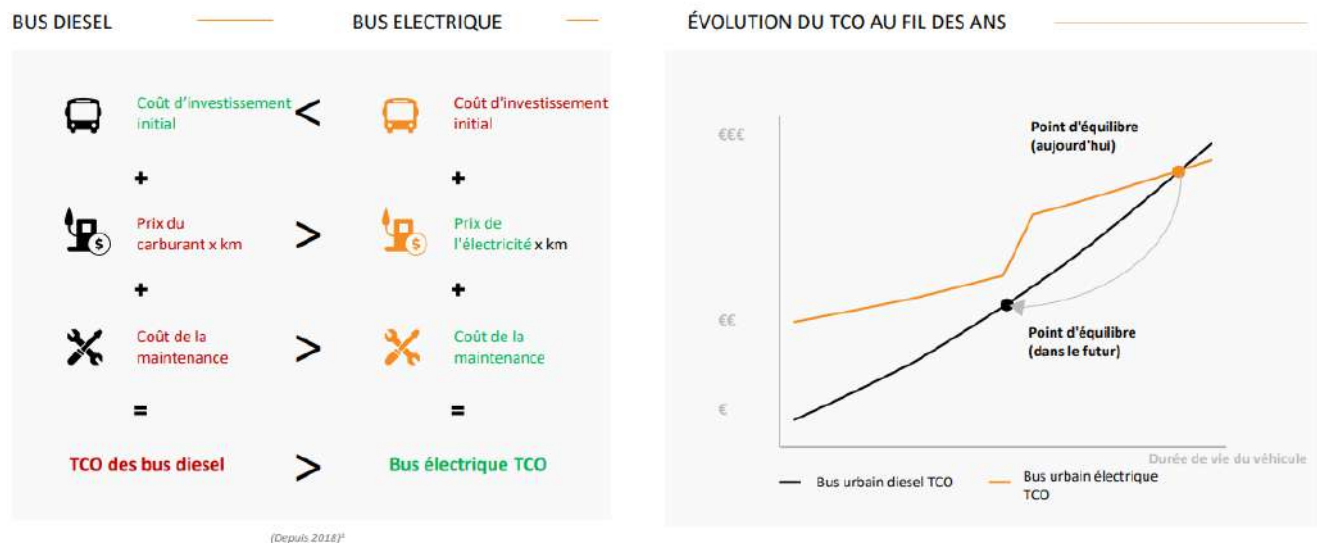 BUS DIESEL
BUS ELECTRIQUE
Coût d'investissement
initial
<
Coût d'investissement
initial
+
+
Prix du
carburant x km
>
Prix de
l'électricité x km
$
$
+
+
Coût de la
maintenance
>
Coût de la
maintenance
=
=
TCO des bus diesel
>
Bus électrique TCO
(Depuis 2018)
ÉVOLUTION DU TCO AU FIL DES ANS
€€€
Point d'équilibre
(aujourd'hui)
€€
Point d'équilibre
(dans le futur)
€
Durée de vie du véhicule
Bus urbain diesel TCO
Bus urbain électrique
TCO